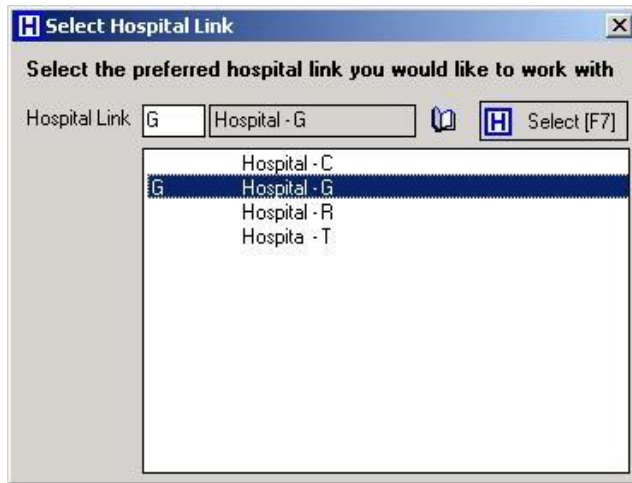 H Select Hospital Link
Select the preferred hospital link you would like to work with
Hospital Link G Hospital - G H Select [F7]
Hospital - C
G Hospital - G
Hospital - R
Hospita - T